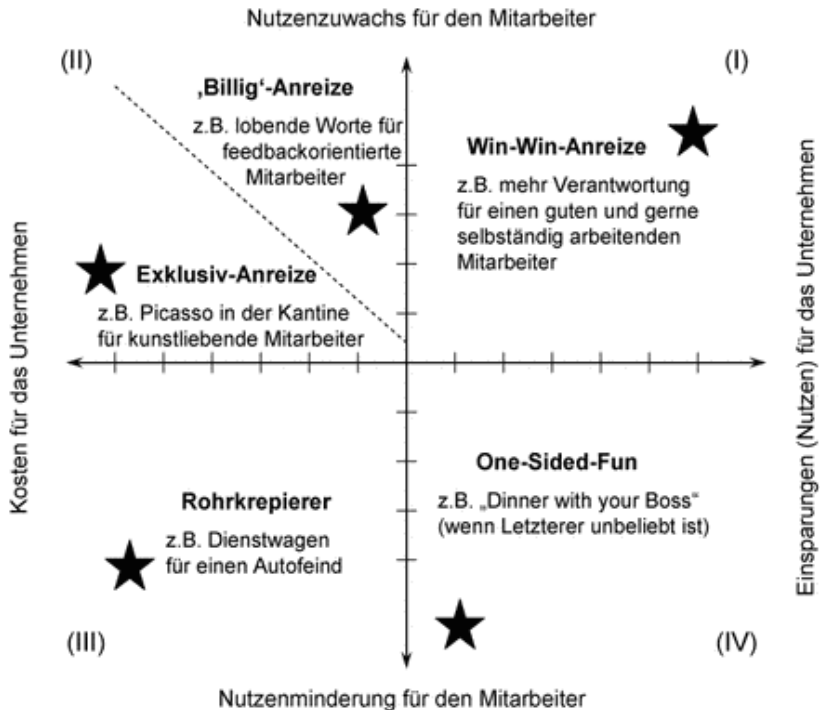 Nutzenzuwachs für den Mitarbeiter
(II)
(I)
‚Billig‘-Anreize
z.B. lobende Worte für
feedbackorientierte
Mitarbeiter
Win-Win-Anreize
z.B. mehr Verantwortung
für einen guten und gerne
selbständig arbeitenden
Mitarbeiter
Exklusiv-Anreize
z.B. Picasso in der Kantine
für kunstliebende Mitarbeiter
Kosten für das Unternehmen
Einsparungen (Nutzen) für das Unternehmen
Rohrkrepierer
z.B. Dienstwagen
für einen Autofeind
One-Sided-Fun
z.B. „Dinner with your Boss“
(wenn Letzterer unbeliebt ist)
(III)
(IV)
Nutzenminderung für den Mitarbeiter